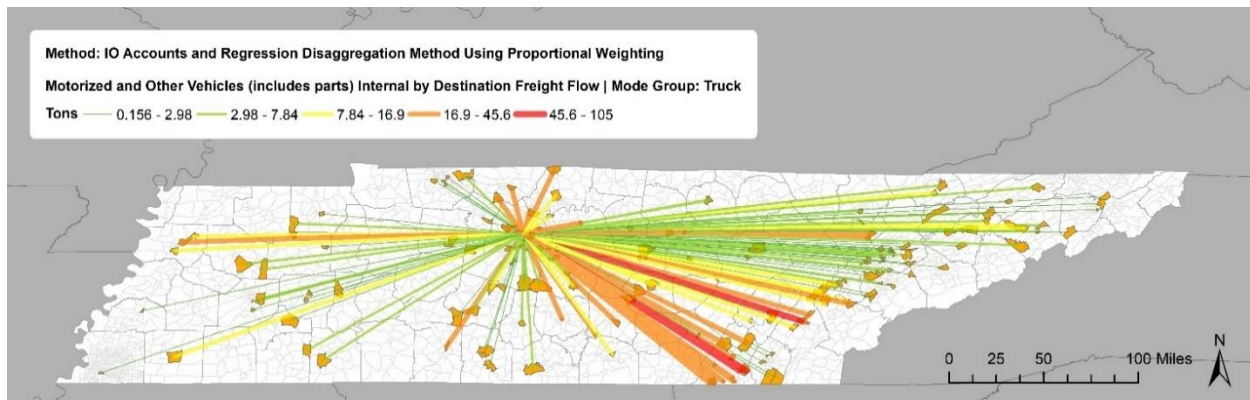 Method: IO Accounts and Regression Disaggregation Method Using Proportional Weighting
Motorized and Other Vehicles (includes parts) Internal by Destination Freight Flow | Mode Group: Truck
Tons 0.156 - 2.98 2.98 - 7.84 7.84 - 16.9 16.9 - 45.6 45.6 - 105
N
0 25 50 100 Miles